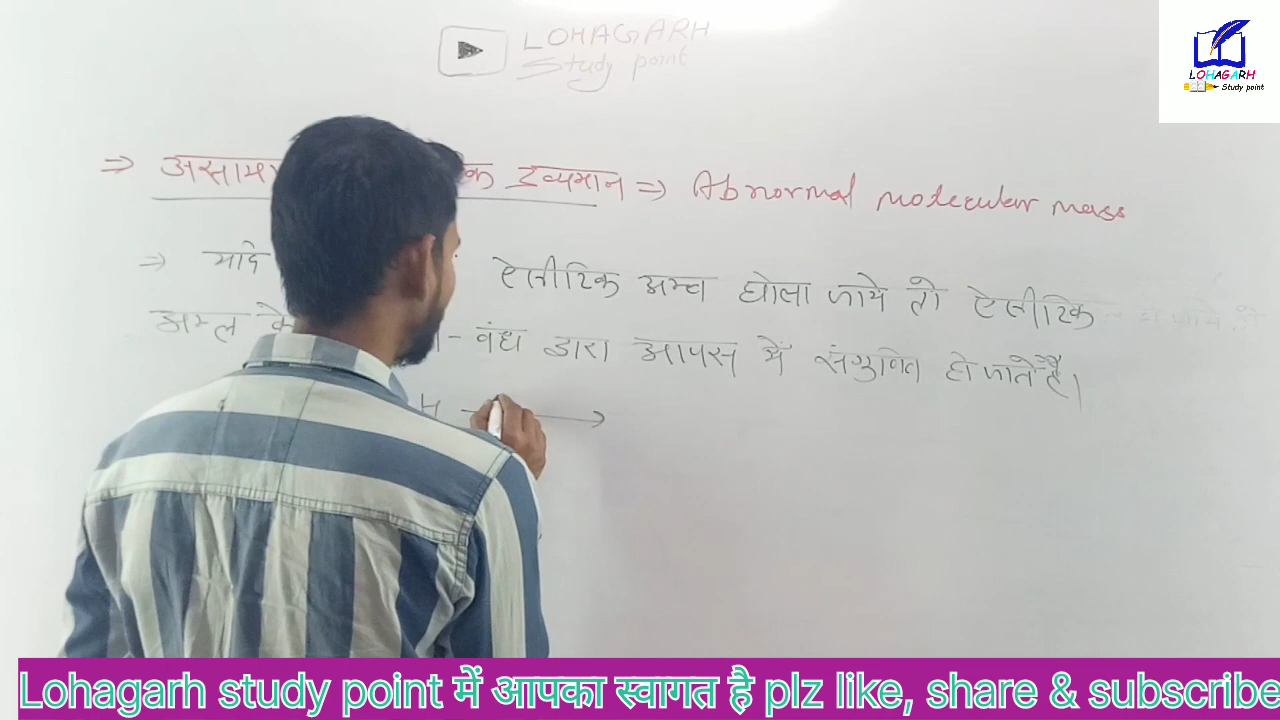 LOHAGARH
Study point
LOHAGARH
Study point
⇒ क द्रव्यमान ⇒ Abnormal molecular mass
⇒ यदि ऐसीटिक अम्ल घोला जाये तो ऐसीटिक
अम्ल के - वंध द्वारा आपस में संगुणित हो जाते है।
H →
Lohagarh study point में आपका स्वागत है plz like, share & subscribe